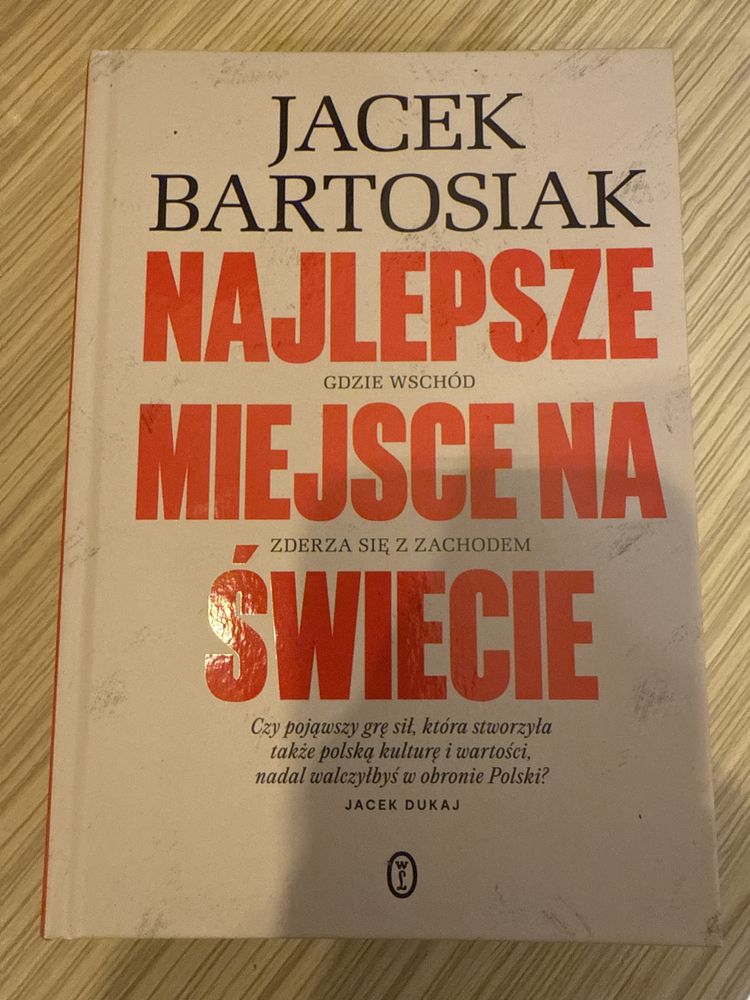 JACEK
BARTOSIAK
NAJLEPSZE
GDZIE WSCHÓD
MIEJSCE NA
ZDERZA SIĘ Z ZACHODEM
ŚWIECIE
Czy pojąwszy grę sił, która stworzyła
także polską kulturę i wartości,
nadal walczyłbyś w obronie Polski?
JACEK DUKAJ
W
Ł